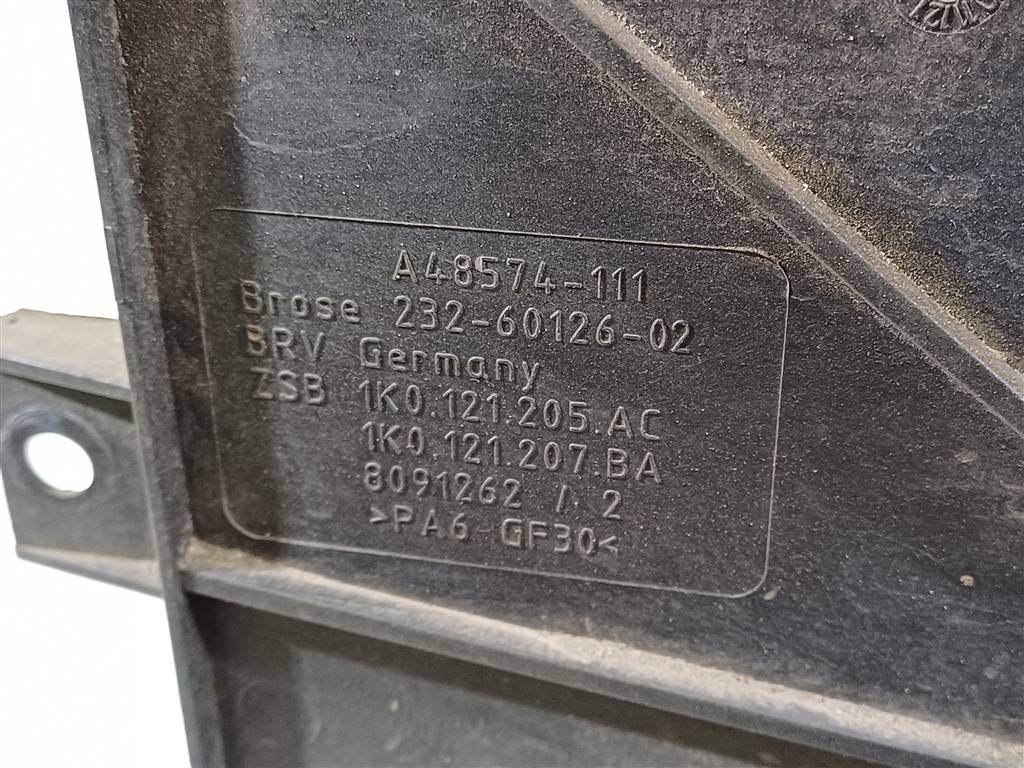 A48574-111
Brose 232-60126-02
BRV Germany
ZSB 1K0.121.205.AC
1K0.121.207.BA
8091262 / 2
>PA6 GF30<